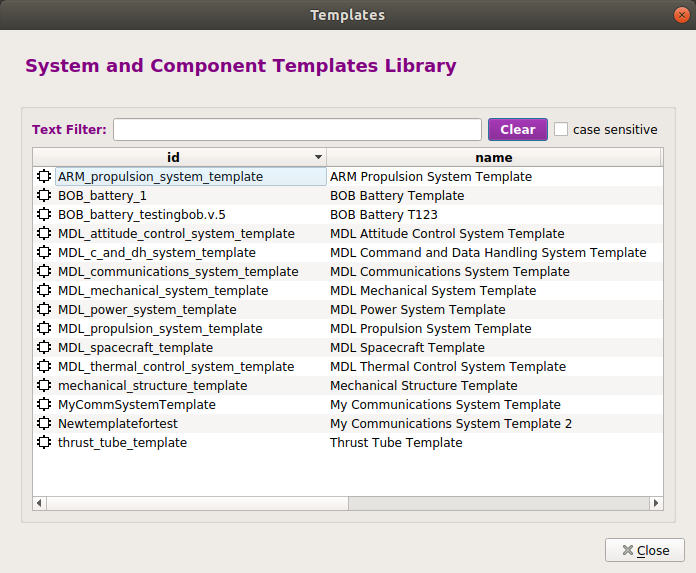 Templates
System and Component Templates Library
Text Filter: Clear case sensitive
id name
ARM_propulsion_system_template ARM Propulsion System Template
BOB_battery_1 BOB Battery Template
BOB_battery_testingbob.v.5 BOB Battery T123
MDL_attitude_control_system_template MDL Attitude Control System Template
MDL_c_and_dh_system_template MDL Command and Data Handling System Template
MDL_communications_system_template MDL Communications System Template
MDL_mechanical_system_template MDL Mechanical System Template
MDL_power_system_template MDL Power System Template
MDL_propulsion_system_template MDL Propulsion System Template
MDL_spacecraft_template MDL Spacecraft Template
MDL_thermal_control_system_template MDL Thermal Control System Template
mechanical_structure_template Mechanical Structure Template
MyCommSystemTemplate My Communications System Template
Newtemplatefortest My Communications System Template 2
thrust_tube_template Thrust Tube Template
Close